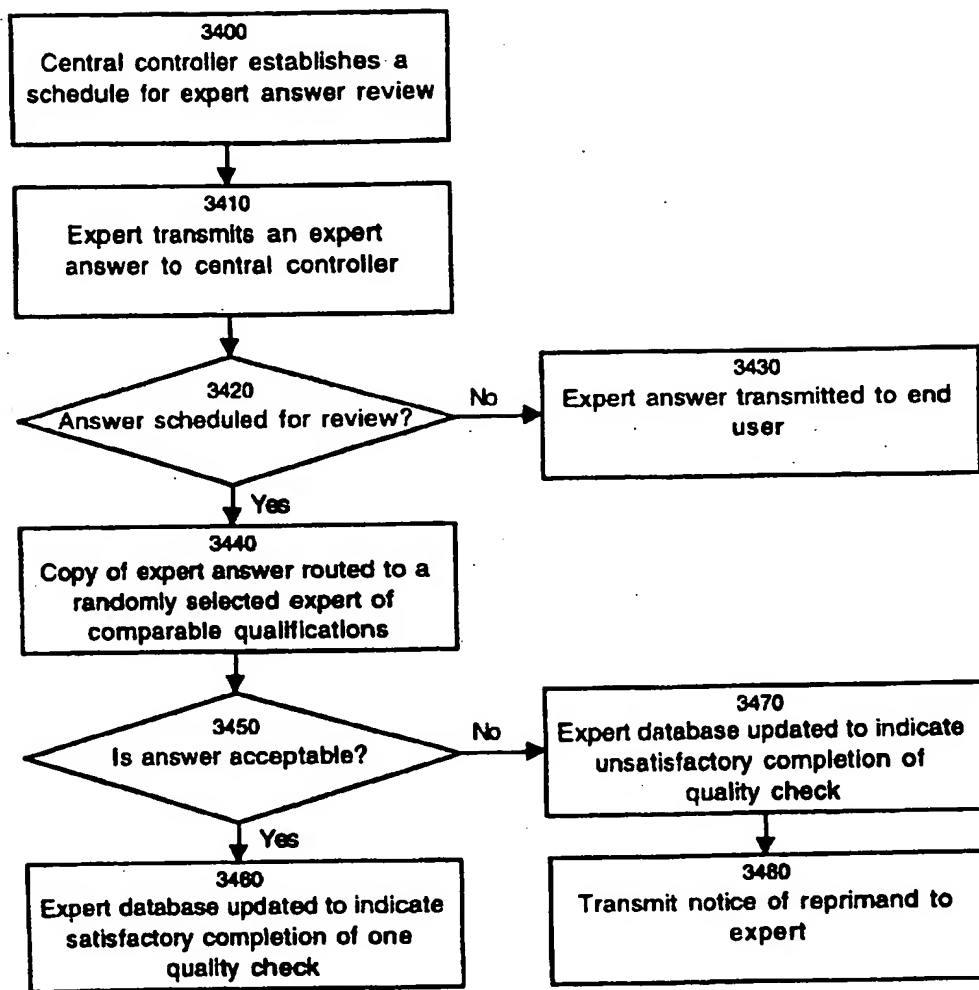 3400
Central controller establishes a
schedule for expert answer review
3410
Expert transmits an expert
answer to central controller
3420
Answer scheduled for review?
No
3430
Expert answer transmitted to end
user
Yes
3440
Copy of expert answer routed to a
randomly selected expert of
comparable qualifications
3450
Is answer acceptable?
No
3470
Expert database updated to indicate
unsatisfactory completion of
quality check
Yes
3460
Expert database updated to indicate
satisfactory completion of one
quality check
3480
Transmit notice of reprimand to
expert